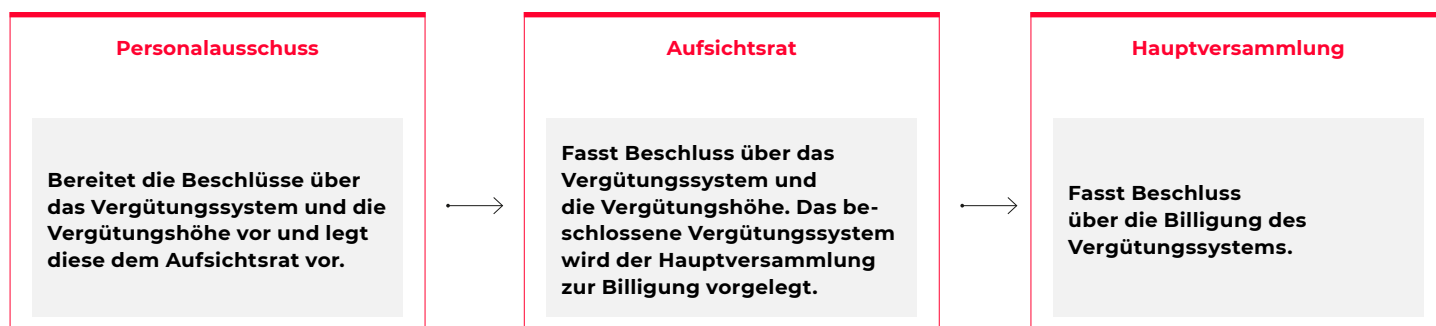 Personalausschuss
Bereitet die Beschlüsse über
das Vergütungssystem und die
Vergütungshöhe vor und legt
diese dem Aufsichtsrat vor.
Aufsichtsrat
Fasst Beschluss über das
Vergütungssystem und
die Vergütungshöhe. Das be-
schlossene Vergütungssystem
wird der Hauptversammlung
zur Billigung vorgelegt.
Hauptversammlung
Fasst Beschluss
über die Billigung des
Vergütungssystems.